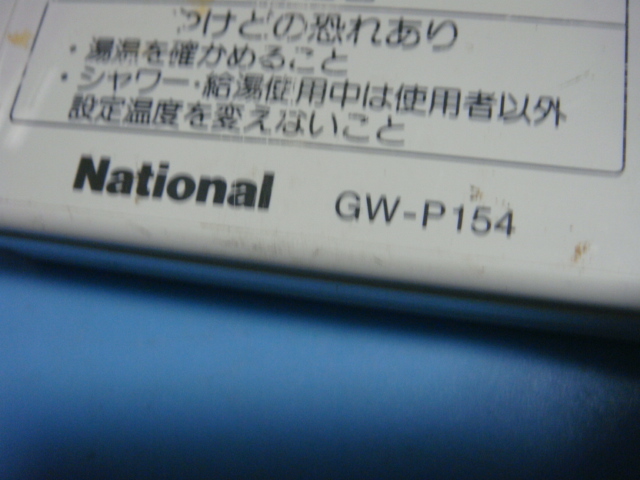 やけどの恐れあり
・湯温を確かめること
・シャワー・給湯使用中は使用者以外
設定温度を変えないこと
National GW-P154